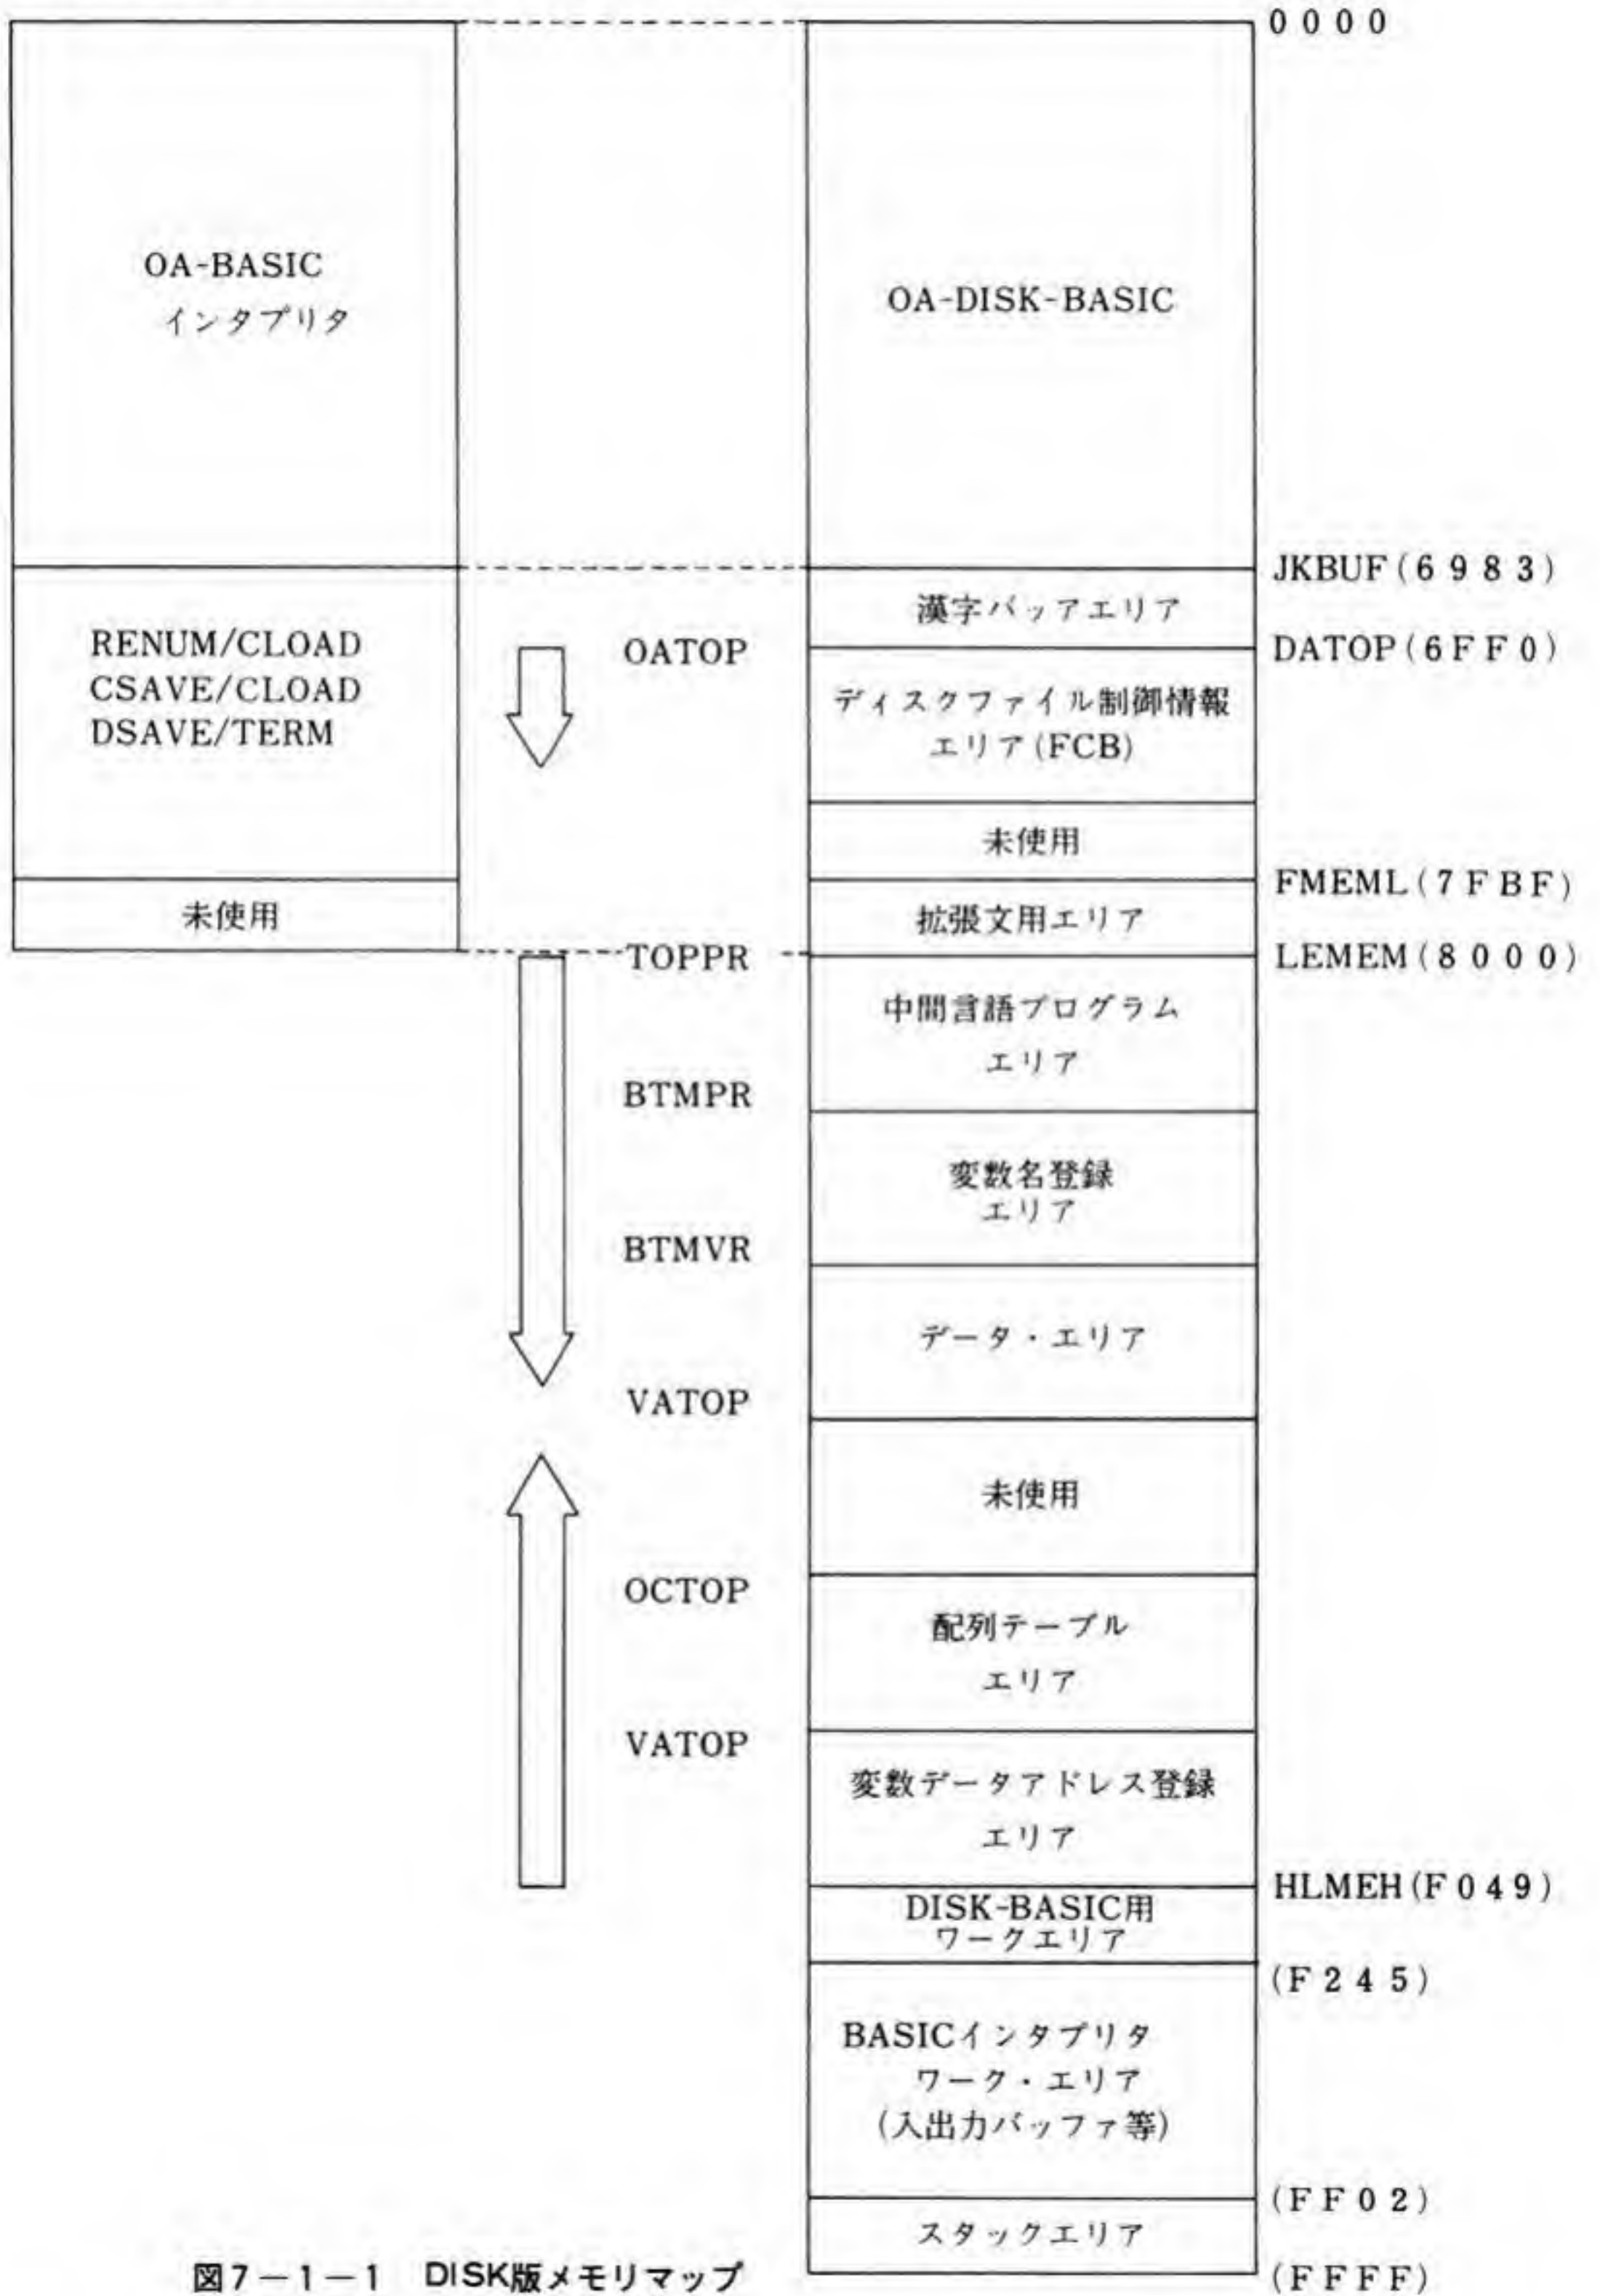 0000
OA-BASIC
インタプリタ
OA-DISK-BASIC
JKBUF(6983)
漢字バッアエリア
RENUM/CLOAD
CSAVE/CLOAD
DSAVE/TERM
OATOP
DATOP(6FF0)
ディスクファイル制御情報
エリア(FCB)
未使用
FMEML(7FBF)
未使用
拡張文用エリア
TOPPR
LEMEM(8000)
中間言語プログラム
エリア
BTMPR
変数名登録
エリア
BTMVR
データ・エリア
VATOP
未使用
OCTOP
配列テーブル
エリア
VATOP
変数データアドレス登録
エリア
HLMEH(F049)
DISK-BASIC用
ワークエリア
(F245)
BASICインタプリタ
ワーク・エリア
(入出力バッファ等)
(FF02)
スタックエリア
(FFFF)
図7-1-1 DISK版メモリマップ